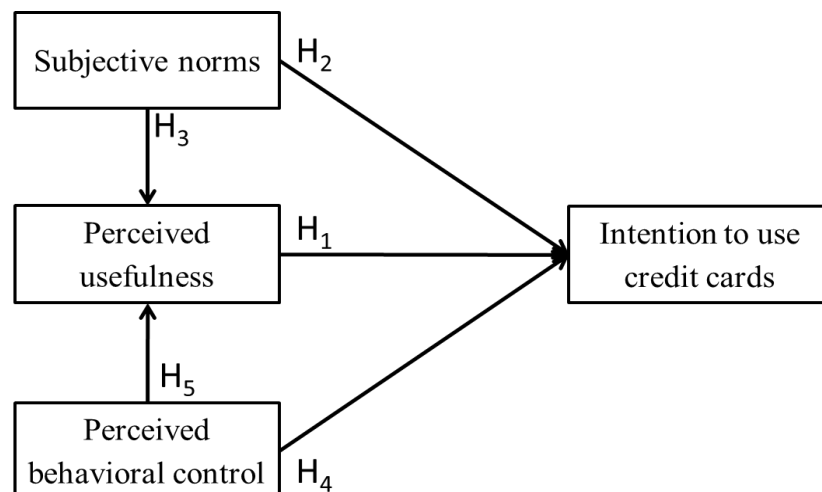 Subjective norms
H₂
H₃
Perceived
usefulness
H₁
Intention to use
credit cards
H₅
Perceived
behavioral control
H₄